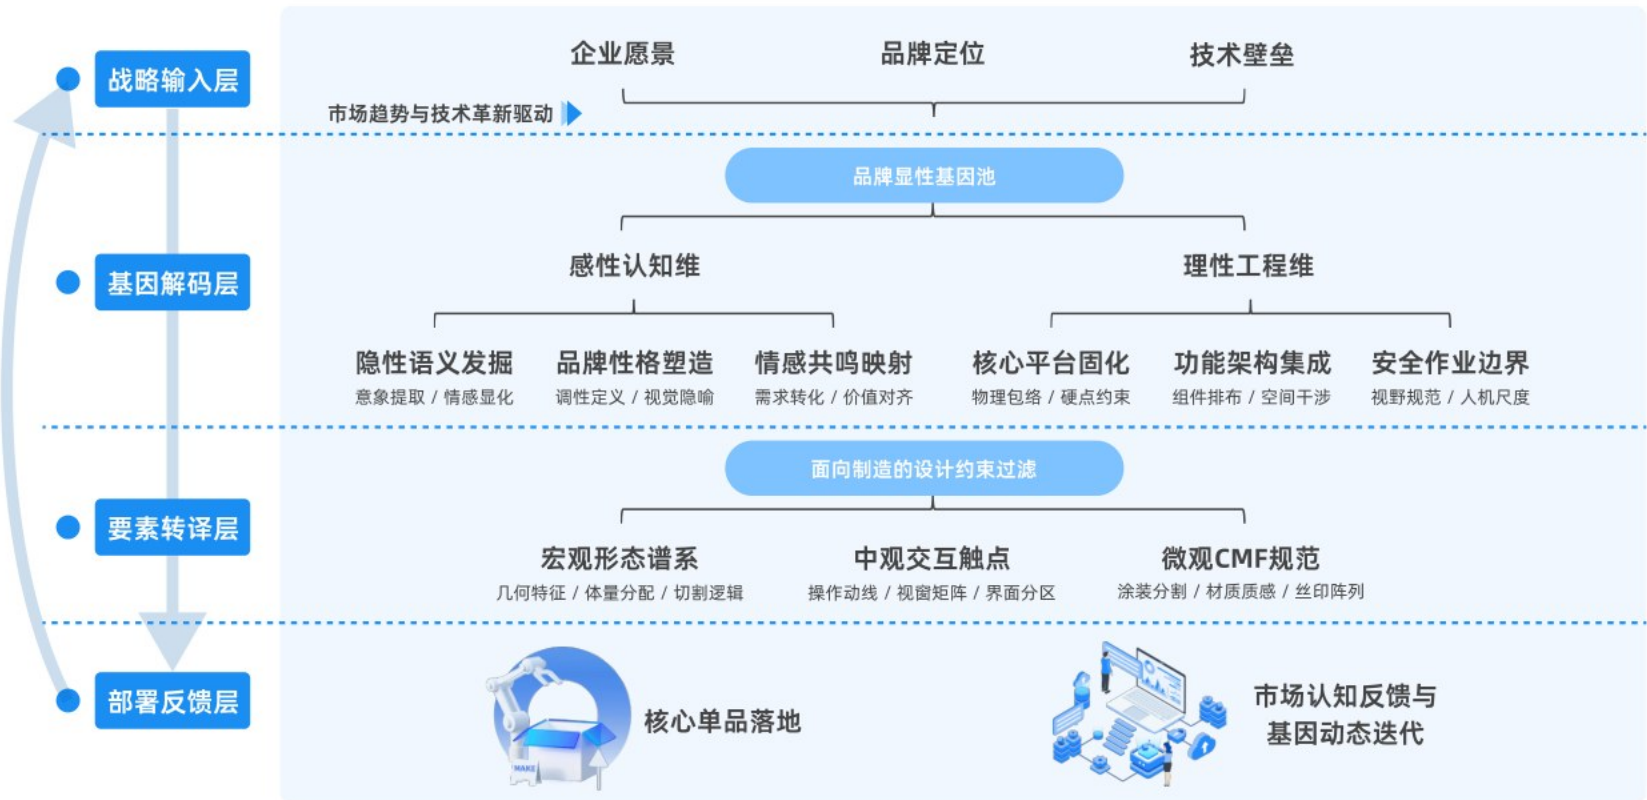 企业愿景
品牌定位
技术壁垒
战略输入层
市场趋势与技术革新驱动
品牌显性基因池
感性认知维
理性工程维
基因解码层
隐性语义发掘
品牌性格塑造
情感共鸣映射
核心平台固化
功能架构集成
安全作业边界
意象提取 / 情感显化
调性定义 / 视觉隐喻
需求转化 / 价值对齐
物理包络 / 硬点约束
组件排布 / 空间干涉
视野规范 / 人机尺度
面向制造的设计约束过滤
要素转译层
宏观形态谱系
中观交互触点
微观CMF规范
几何特征 / 体量分配 / 切割逻辑
操作动线 / 视窗矩阵 / 界面分区
涂装分割 / 材质质感 / 丝印阵列
部署反馈层
核心单品落地
MAKE
市场认知反馈与
基因动态迭代